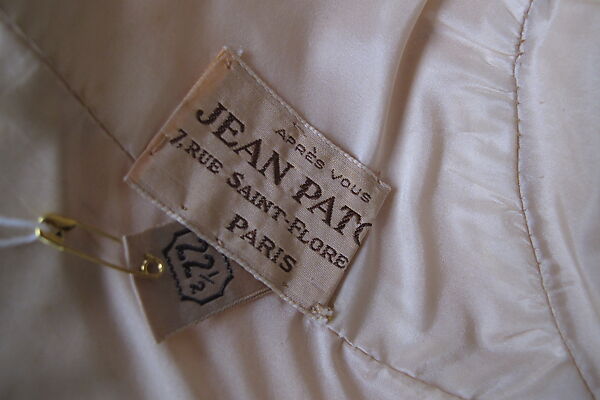 APRÈS VOUS
JEAN PATO
7, RUE SAINT-FLORE
PARIS
22½